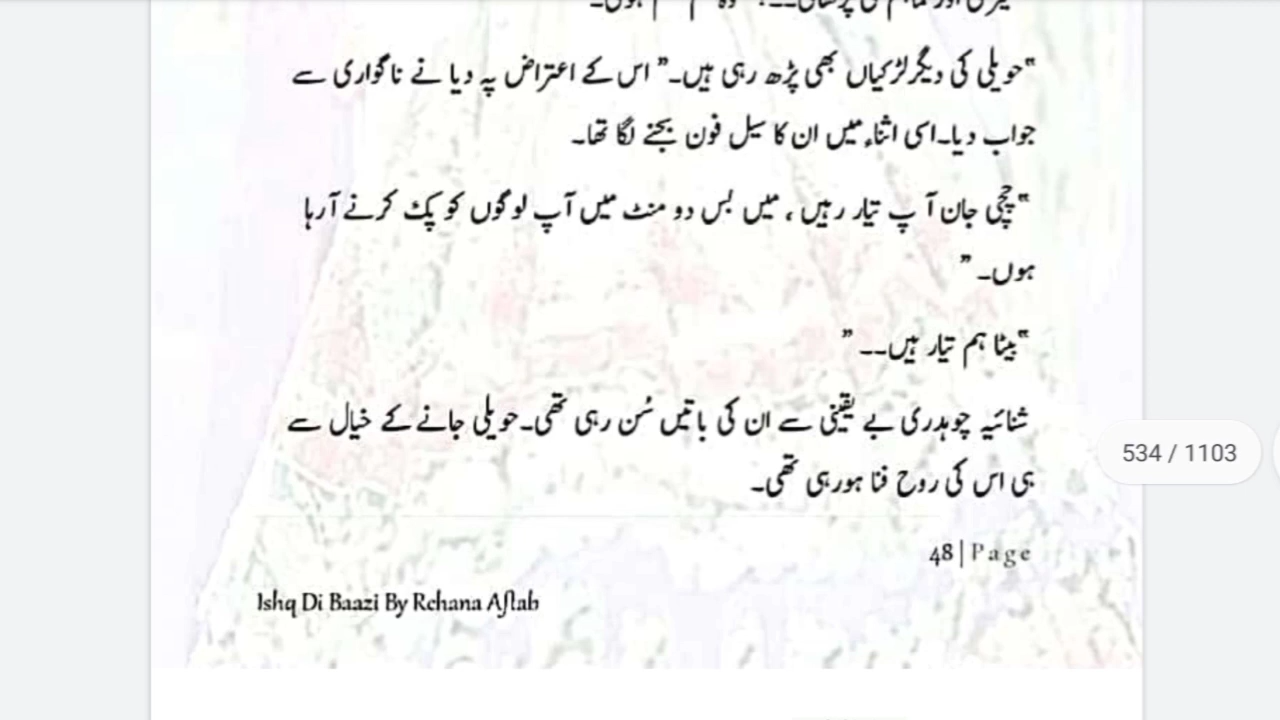 ”حویلی کی دیگر لڑکیاں بھی پڑھ رہی ہیں۔” اس کے اعتراض پہ دیا نے ناگواری سے
جواب دیا۔اسی اثناء میں ان کا سیل فون بجنے لگا تھا۔
”چچی جان آ پ تیار رہیں ، میں بس دو منٹ میں آپ لوگوں کو پک کرنے آرہا
ہوں۔ ”
”بیٹا ہم تیار ہیں۔۔ ”
شنائیہ چوہدری بے یقینی سے ان کی باتیں سُن رہی تھی۔حویلی جانے کے خیال سے
ہی اس کی روح فنا ہورہی تھی۔
534 / 1103
48 | Page
Ishq Di Baazi By Rehana Aftab